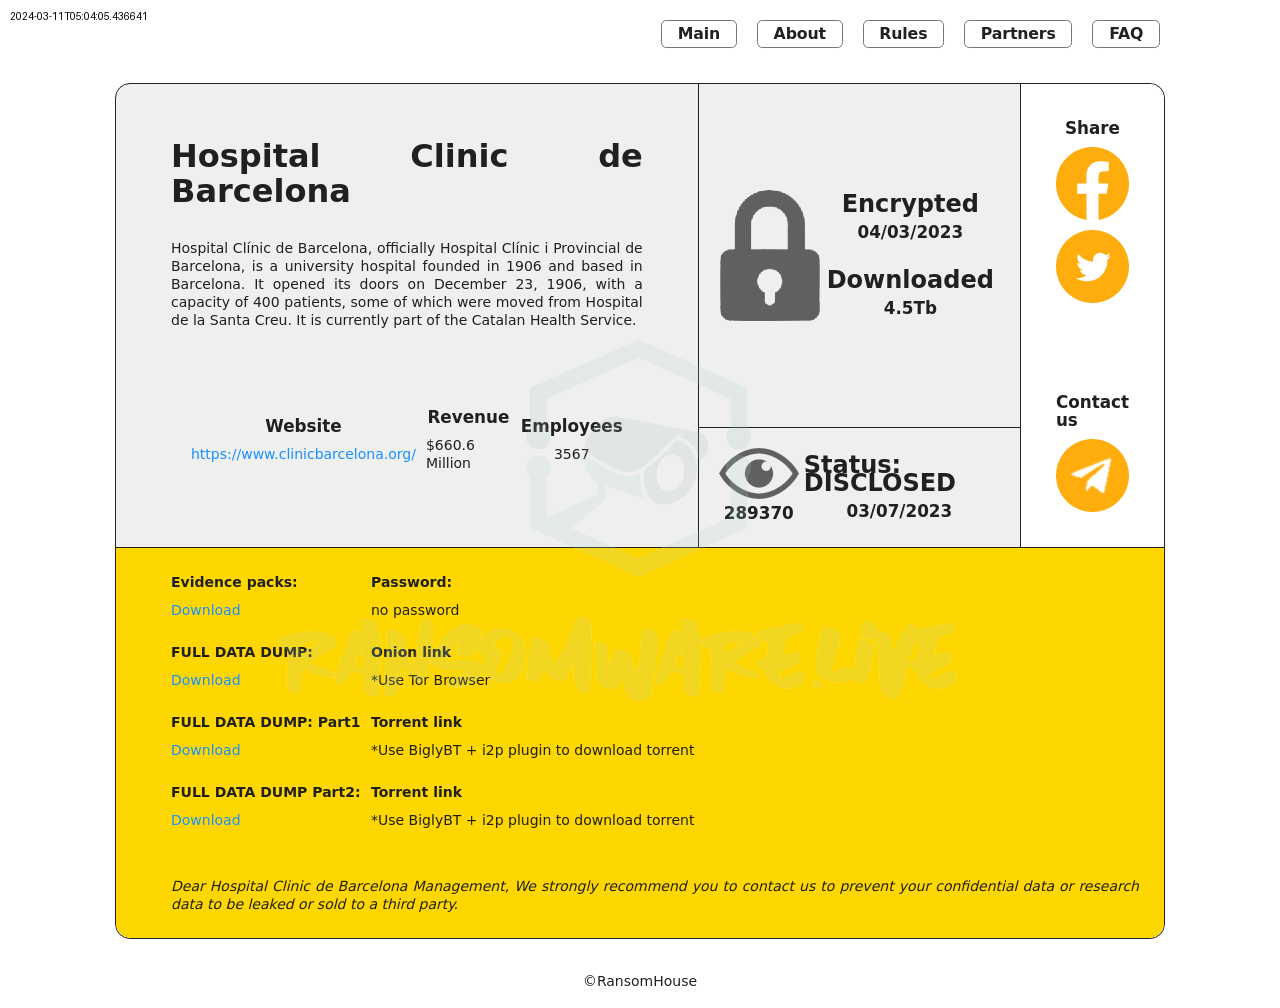 2024-03-11T05:04:05.436641
Main About Rules Partners FAQ
Hospital Clinic de
Barcelona
Hospital Clínic de Barcelona, officially Hospital Clínic i Provincial de
Barcelona, is a university hospital founded in 1906 and based in
Barcelona. It opened its doors on December 23, 1906, with a
capacity of 400 patients, some of which were moved from Hospital
de la Santa Creu. It is currently part of the Catalan Health Service.
Website
https://www.clinicbarcelona.org/
Revenue
$660.6
Million
Employees
3567
Encrypted
04/03/2023
Downloaded
4.5Tb
289370
Status:
DISCLOSED
03/07/2023
Share
Contact
us
Evidence packs: Password:
Download no password
FULL DATA DUMP: Onion link
Download *Use Tor Browser
FULL DATA DUMP: Part1 Torrent link
Download *Use BiglyBT + i2p plugin to download torrent
FULL DATA DUMP Part2: Torrent link
Download *Use BiglyBT + i2p plugin to download torrent
RANSOMWARE.LIVE
Dear Hospital Clinic de Barcelona Management, We strongly recommend you to contact us to prevent your confidential data or research
data to be leaked or sold to a third party.
©RansomHouse